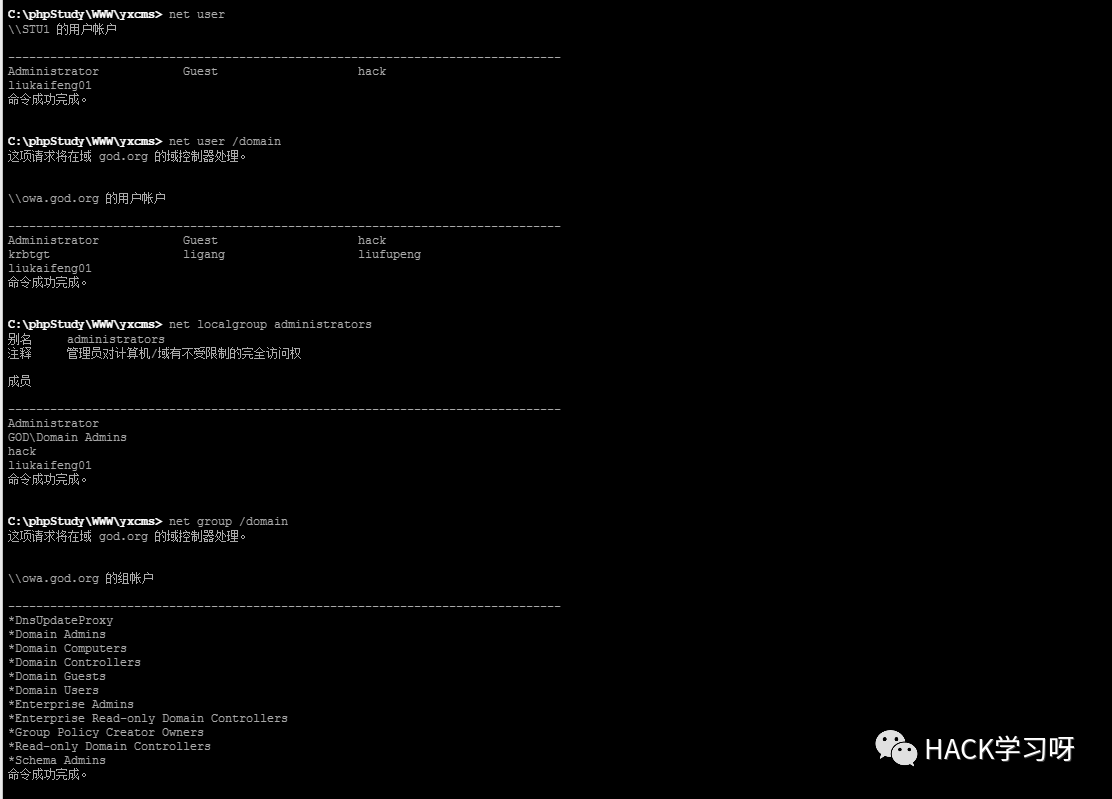 C:\phpStudy\WWW\yxcms> net user
\\STU1 的用户帐户
-------------------------------------------------------------------------------
Administrator            Guest                    hack
liukaifeng01
命令成功完成。
C:\phpStudy\WWW\yxcms> net user /domain
这项请求将在域 god.org 的域控制器处理。
\\owa.god.org 的用户帐户
-------------------------------------------------------------------------------
Administrator            Guest                    hack
krbtgt                   ligang                   liufupeng
liukaifeng01
命令成功完成。
C:\phpStudy\WWW\yxcms> net localgroup administrators
别名     administrators
注释     管理员对计算机/域有不受限制的完全访问权
成员
-------------------------------------------------------------------------------
Administrator
GOD\Domain Admins
hack
liukaifeng01
命令成功完成。
C:\phpStudy\WWW\yxcms> net group /domain
这项请求将在域 god.org 的域控制器处理。
\\owa.god.org 的组帐户
-------------------------------------------------------------------------------
*DnsUpdateProxy
*Domain Admins
*Domain Computers
*Domain Controllers
*Domain Guests
*Domain Users
*Enterprise Admins
*Enterprise Read-only Domain Controllers
*Group Policy Creator Owners
*Read-only Domain Controllers
*Schema Admins
命令成功完成。
HACK学习呀